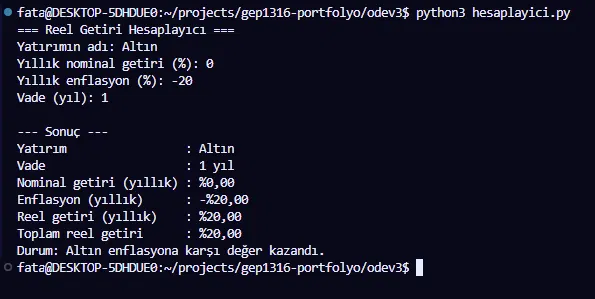 fata@DESKTOP-5DHDUE0:~/projects/gep1316-portfolyo/odev3$ python3 hesaplayici.py
=== Reel Getiri Hesaplayıcı ===
Yatırımın adı: Altın
Yıllık nominal getiri (%): 0
Yıllık enflasyon (%): -20
Vade (yıl): 1
--- Sonuç ---
Yatırım : Altın
Vade : 1 yıl
Nominal getiri (yıllık) : %0,00
Enflasyon (yıllık) : -%20,00
Reel getiri (yıllık) : %20,00
Toplam reel getiri : %20,00
Durum: Altın enflasyona karşı değer kazandı.
fata@DESKTOP-5DHDUE0:~/projects/gep1316-portfolyo/odev3$